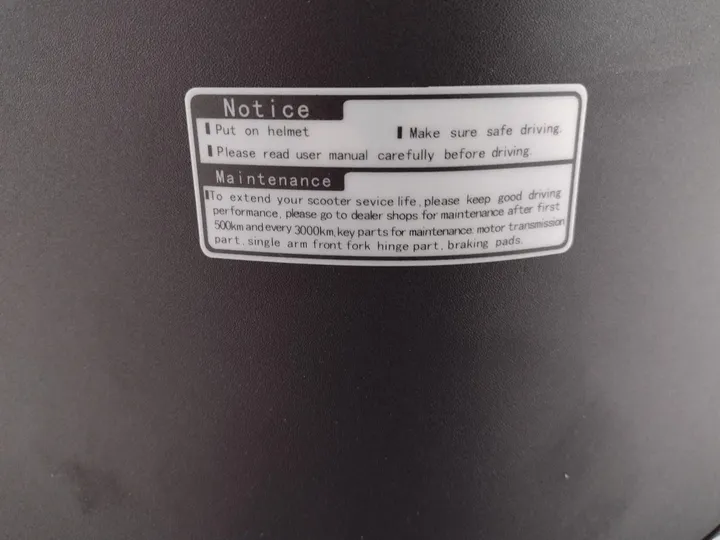 Notice
Put on helmet Make sure safe driving.
Please read user manual carefully before driving
Maintenance
To extend your scooter sevice life, please keep good driving
performance, please go to dealer shops for maintenance after first
500km and every 3000km, key parts for maintenance: motor transmission
part, single arm front fork hinge part, braking pads.